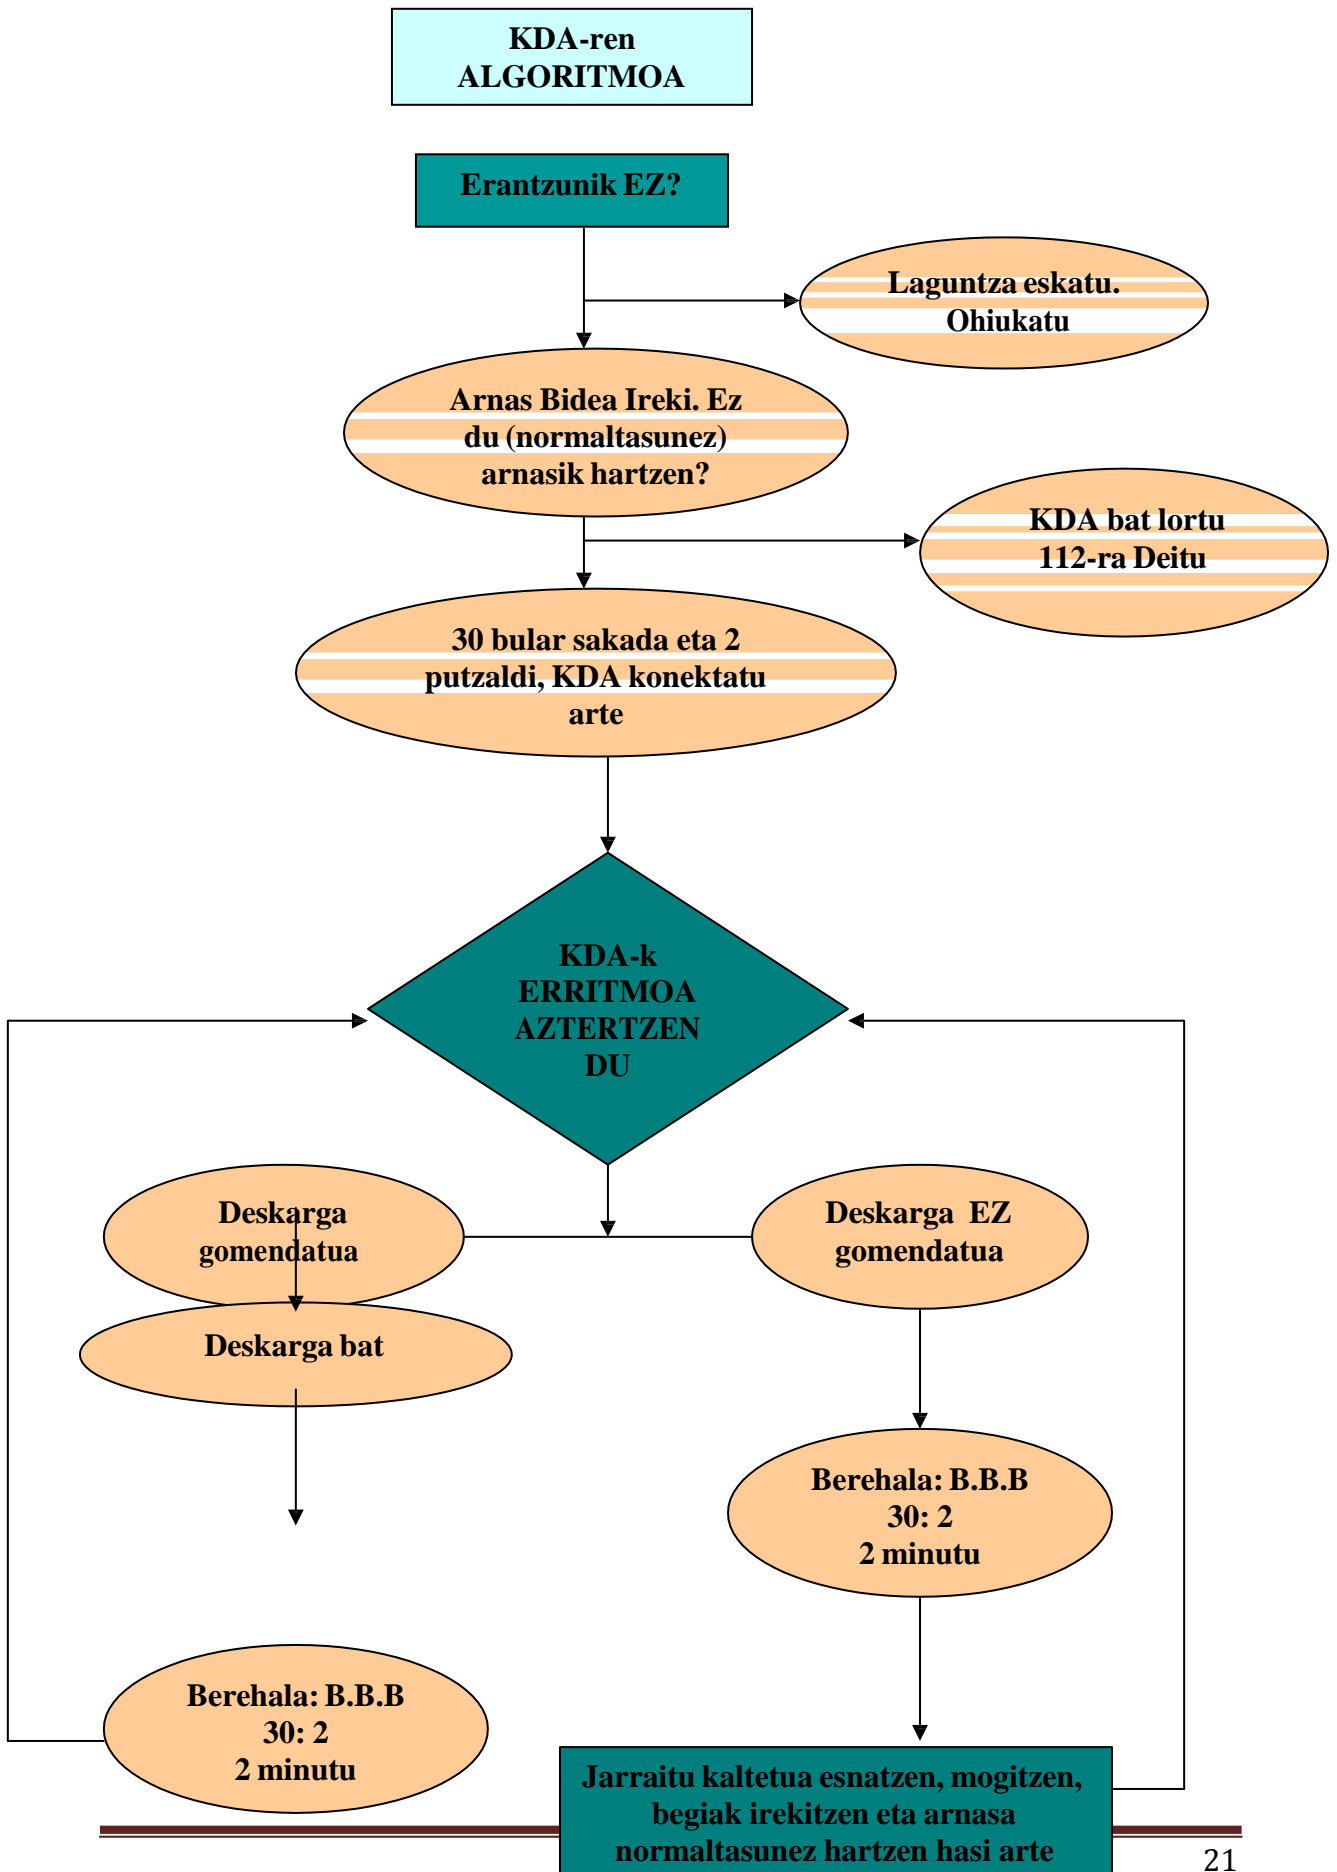 KDA-ren
ALGORITMOA
Erantzunik EZ?
Laguntza eskatu.
Ohiukatu
Arnas Bidea Ireki. Ez
du (normaltasunez)
arnasik hartzen?
KDA bat lortu
112-ra Deitu
30 bular sakada eta 2
putzaldi, KDA konektatu
arte
KDA-k
ERRITMOA
AZTERTZEN
DU
Deskarga
gomendatua
Deskarga EZ
gomendatua
Deskarga bat
Berehala: B.B.B
30: 2
2 minutu
Berehala: B.B.B
30: 2
2 minutu
Jarraitu kaltetua esnatzen, mogitzen,
begiak irekitzen eta arnasa
normaltasunez hartzen hasi arte
21